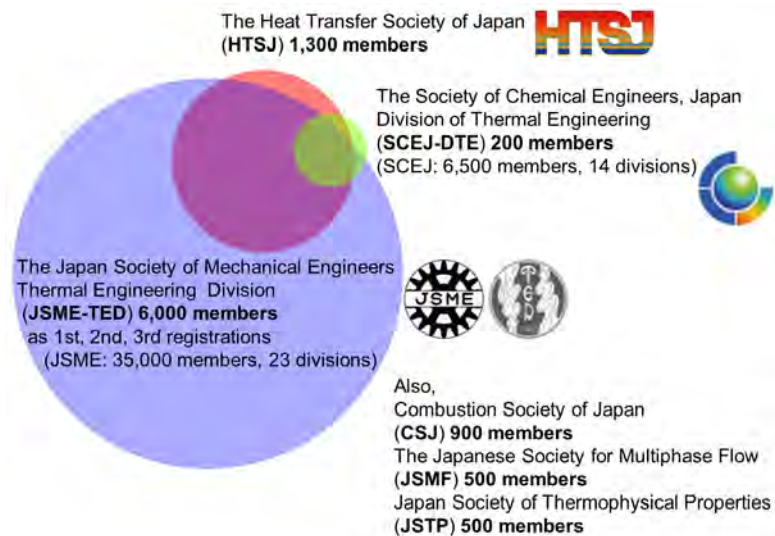 The Heat Transfer Society of Japan
(HTSJ) 1,300 members
HTSJ
The Society of Chemical Engineers, Japan
Division of Thermal Engineering
(SCEJ-DTE) 200 members
(SCEJ: 6,500 members, 14 divisions)
The Japan Society of Mechanical Engineers
Thermal Engineering Division
(JSME-TED) 6,000 members
as 1st, 2nd, 3rd registrations
(JSME: 35,000 members, 23 divisions)
JSME
TED
Also,
Combustion Society of Japan
(CSJ) 900 members
The Japanese Society for Multiphase Flow
(JSMF) 500 members
Japan Society of Thermophysical Properties
(JSTP) 500 members